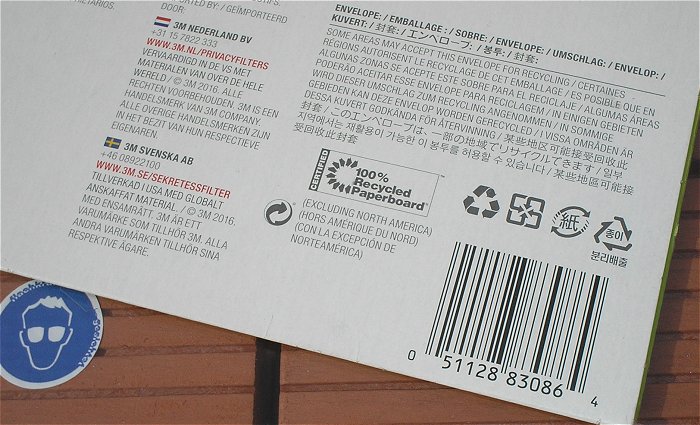 GEÏMPORTEERD
DOOR:
3M NEDERLAND BV
+31 15 7822 333
WWW.3M.NL/PRIVACYFILTERS
VERVAARDIGD IN DE VS MET
MATERIALEN VAN OVER DE HELE
WERELD / © 3M 2016. ALLE
RECHTEN VOORBEHOUDEN. 3M IS EEN
HANDELSMERK VAN 3M COMPANY.
ALLE OVERIGE HANDELSMERKEN ZIJN
IN HET BEZIT VAN HUN RESPECTIEVE
EIGENAREN.
3M SVENSKA AB
+46 08922100
WWW.3M.SE/SEKRETESSFILTER
TILLVERKAD I USA MED GLOBALT
ANSKAFFAT MATERIAL. / © 3M 2016.
MED ENSAMRÄTT. 3M ÄR ETT
VARUMÄRKE SOM TILLHÖR 3M. ALLA
ANDRA VARUMÄRKEN TILLHÖR SINA
RESPEKTIVE ÄGARE.
ENVELOPE: / EMBALLAGE : / SOBRE: / ENVELOPE: / UMSCHLAG: / ENVELOP: /
KUVERT: / 封套: / エンベロープ: / 봉투: / 封套:
SOME AREAS MAY ACCEPT THIS ENVELOPE FOR RECYCLING / CERTAINES
RÉGIONS AUTORISENT LE RECYCLAGE DE CET EMBALLAGE / ES POSIBLE QUE EN
ALGUNAS ZONAS SE ACEPTE ESTE SOBRE PARA EL RECICLAJE / ALGUMAS ÁREAS
PODERÃO ACEITAR ESSE ENVELOPE PARA RECICLAGEM / IN EINIGEN GEBIETEN
WIRD DIESER UMSCHLAG ZUM RECYCLING ANGENOMMEN / IN SOMMIGE
GEBIEDEN KAN DEZE ENVELOP WORDEN GERECYCLED / I VISSA OMRÅDEN ÄR
DESSA KUVERT GODKÄNDA FÖR ÅTERVINNING / 某些地区可能接受回收此
封套 / このエンベロープは、一部の地域でリサイクルできます / 일부
지역에서는 재활용이 가능한 이 봉투를 허용할 수 있습니다 / 某些地區可能接
受回收此封套
CERTIFIED
100%
Recycled
Paperboard
(EXCLUDING NORTH AMERICA)
(HORS AMÉRIQUE DU NORD)
(CON LA EXCEPCIÓN DE
NORTEAMÉRICA)
紙
종이
분리배출
0 51128 83086 4